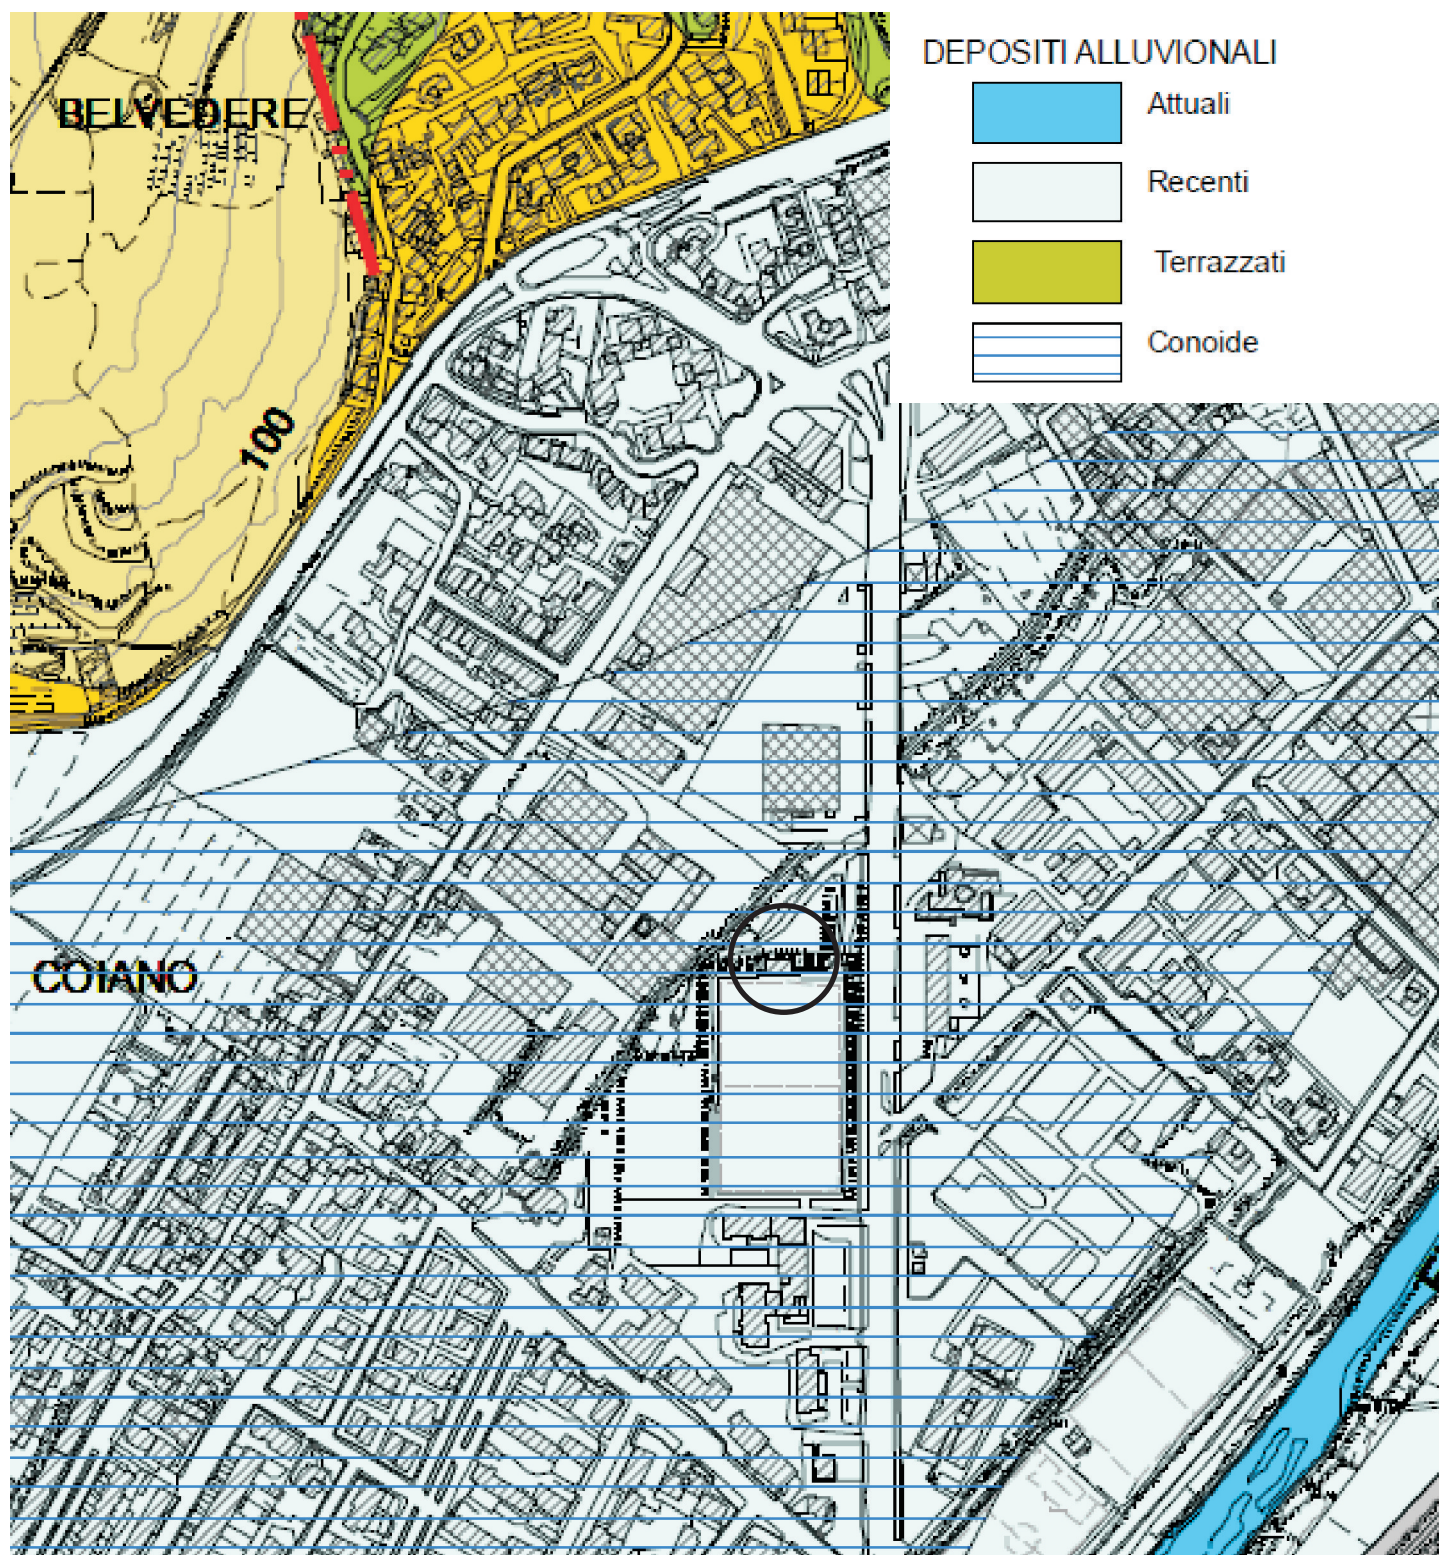 DEPOSITI ALLUVIONALI
Attuali
Recenti
Terrazzati
Conoide
BELVEDERE
100
COIANO